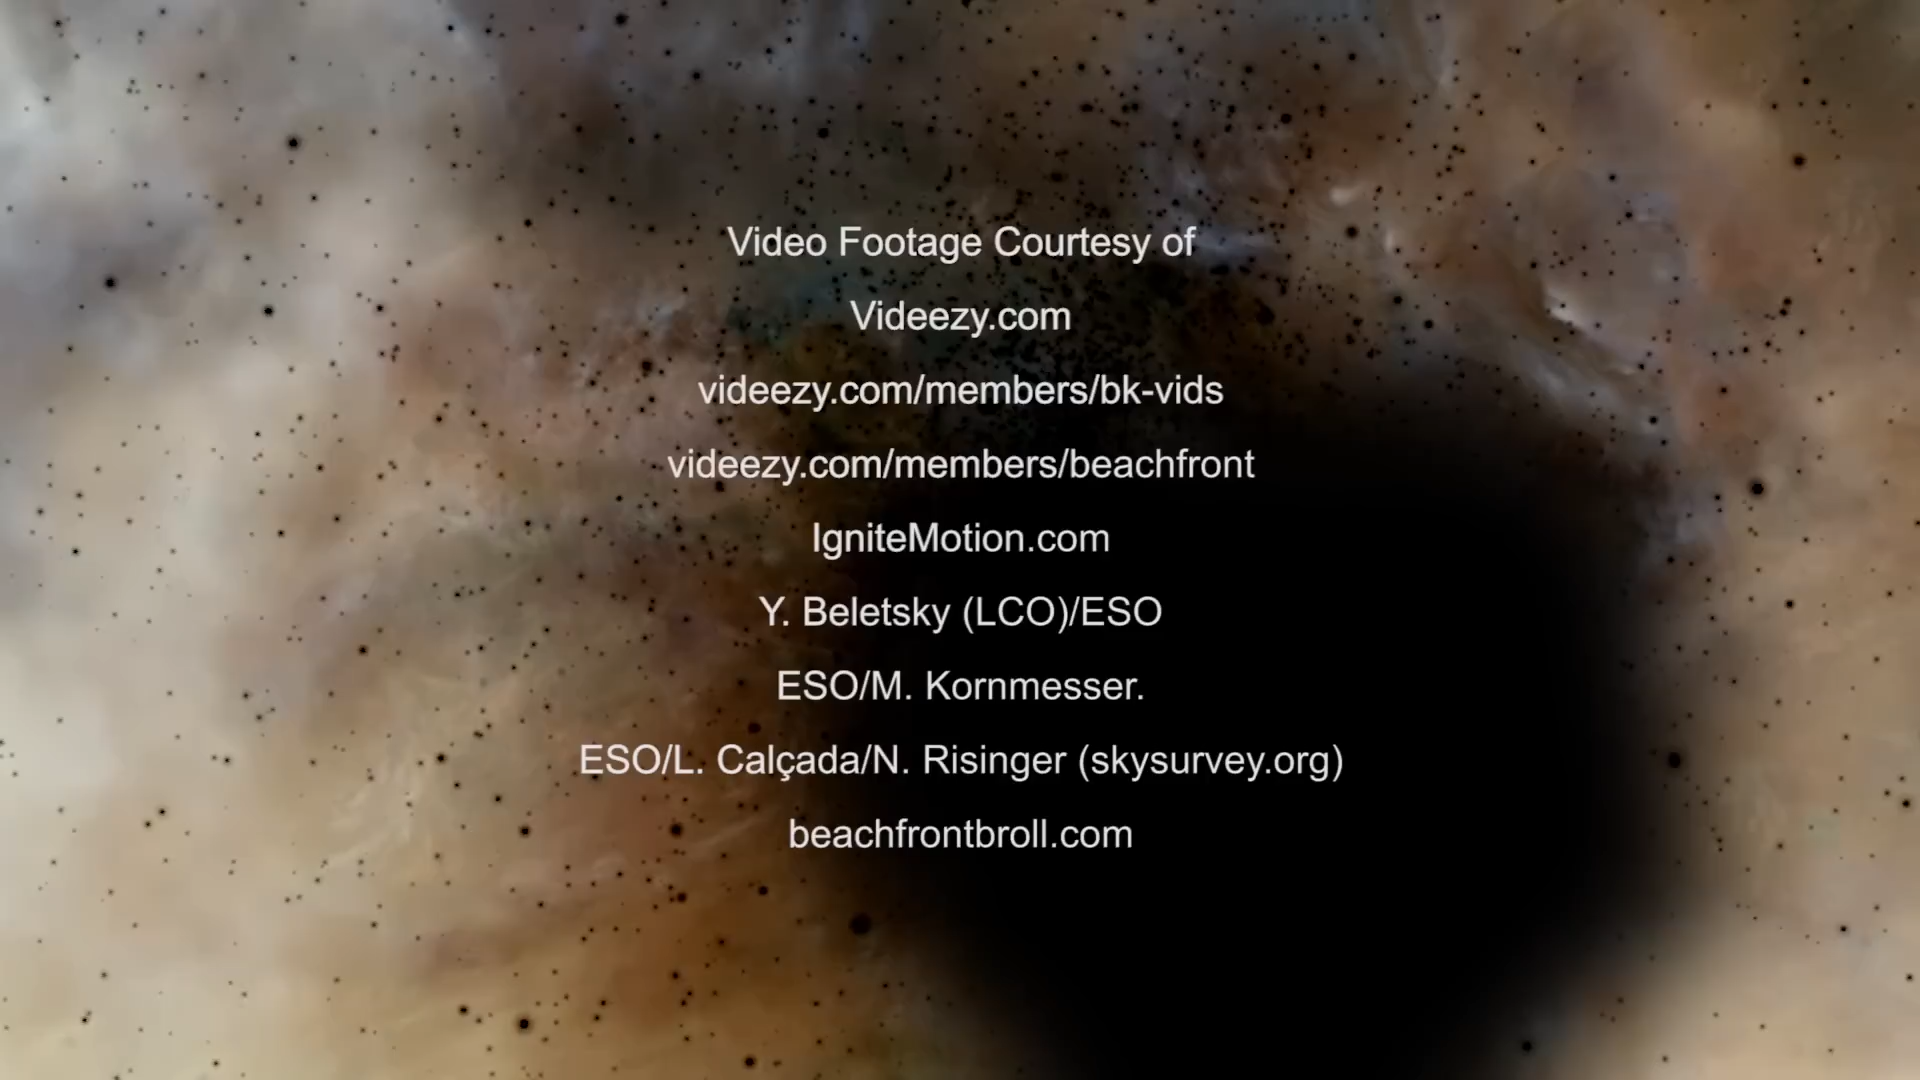 Video Footage Courtesy of
Videezy.com
videezy.com/members/bk-vids
videezy.com/members/beachfront
IgniteMotion.com
Y. Beletsky (LCO)/ESO
ESO/M. Kornmesser.
ESO/L. Calçada/N. Risinger (skysurvey.org)
beachfrontbroll.com